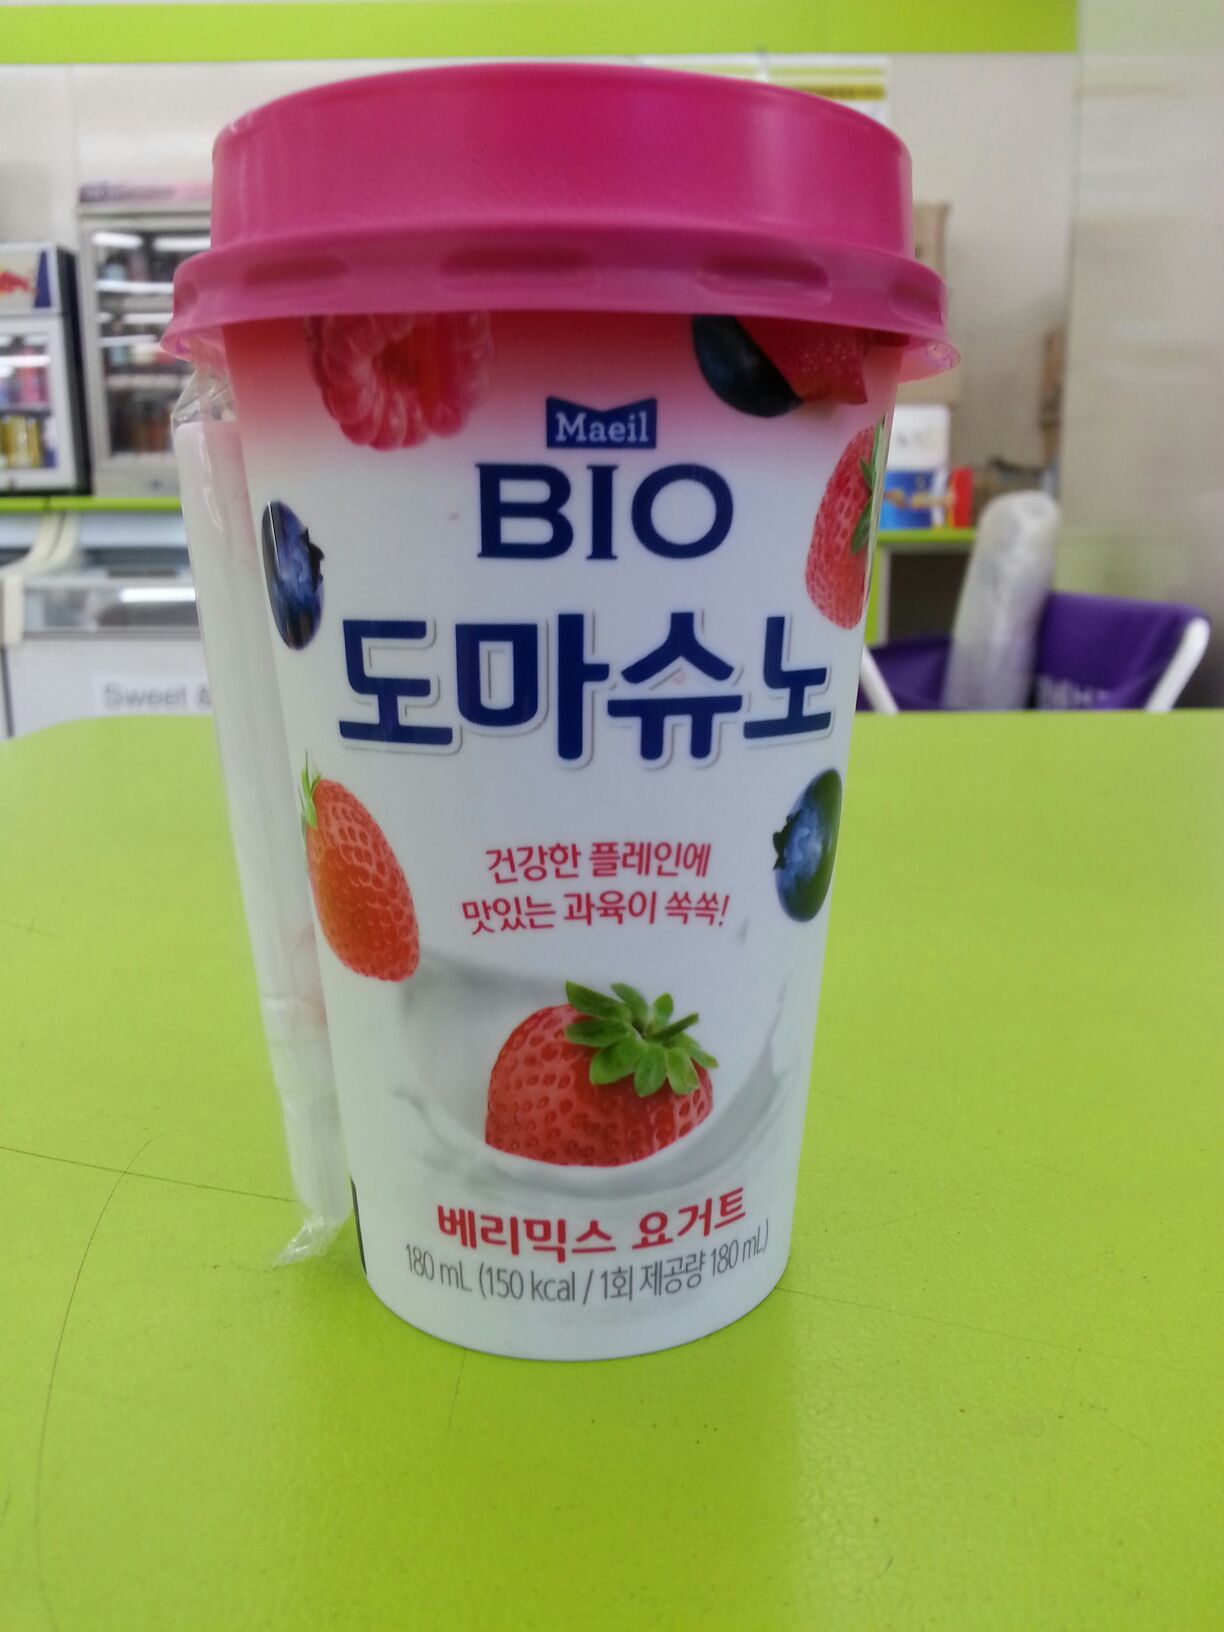 Maeil
BIO
도마슈노
건강한 플레인에
맛있는 과육이 쏙쏙!
베리믹스 요거트
180 mL (150 kcal / 1회 제공량 180 mL)
Sweet